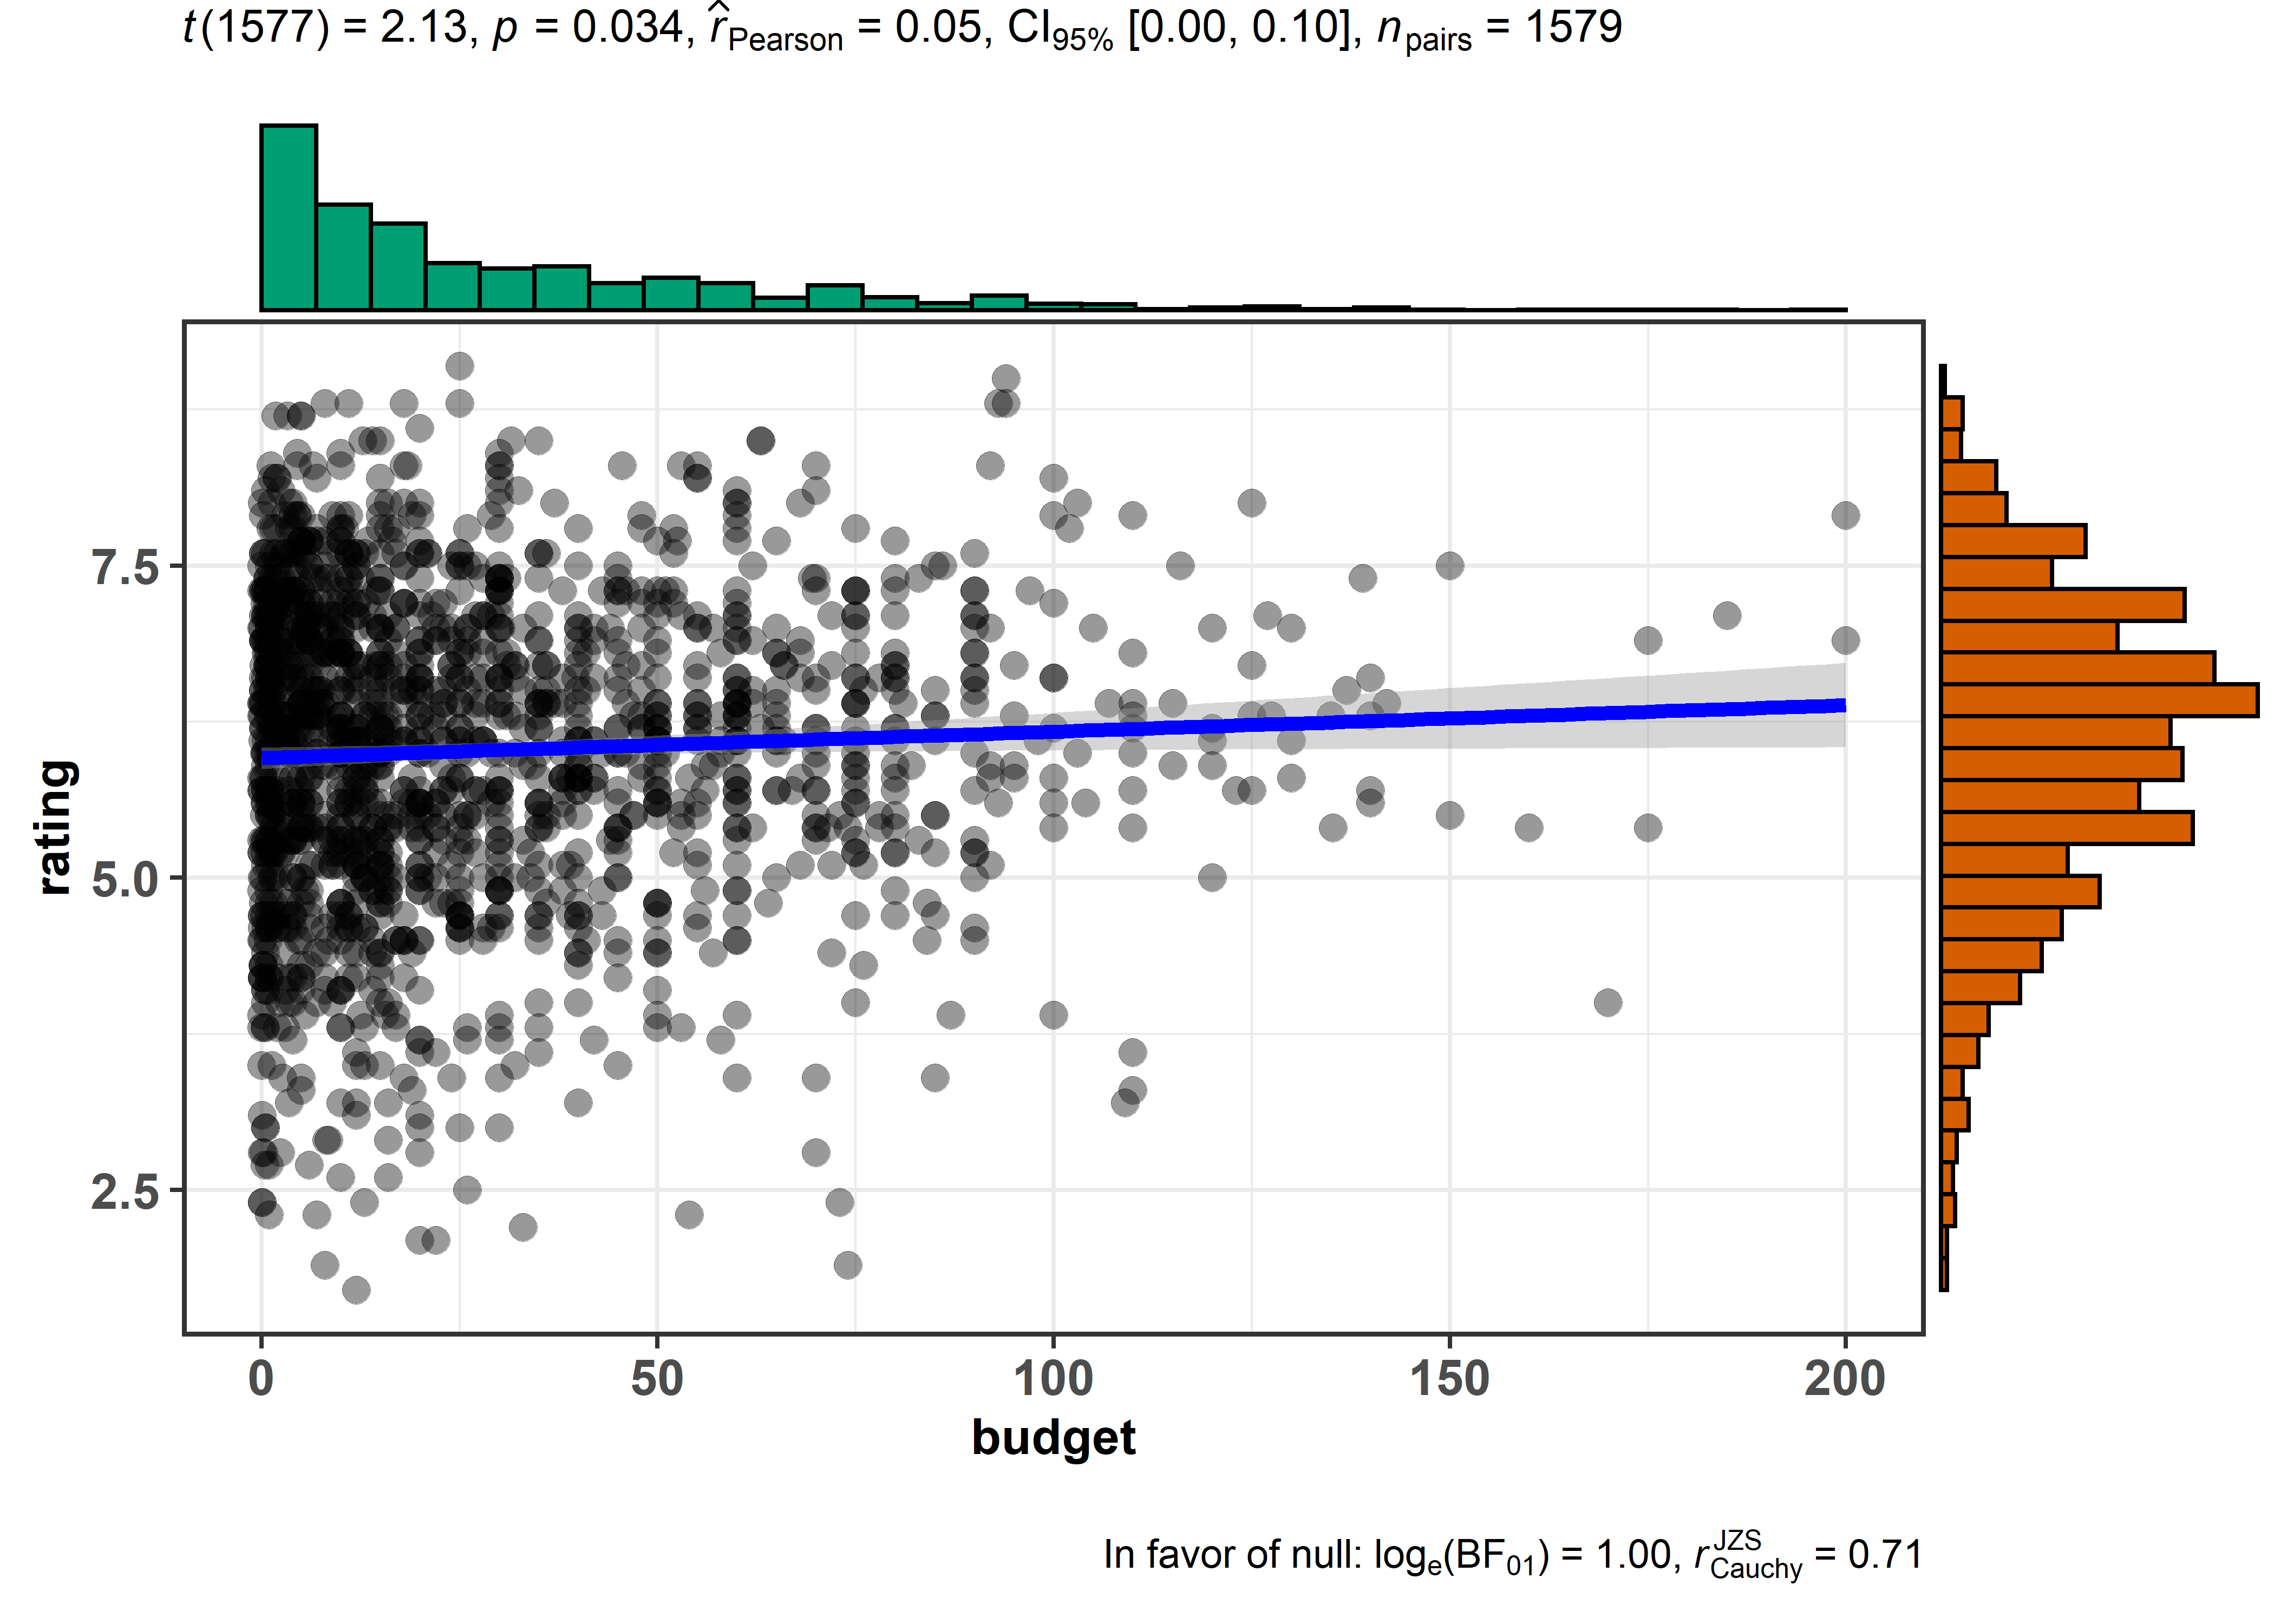 t(1577) = 2.13, p = 0.034, r̂Pearson = 0.05, CI95% [0.00, 0.10], npairs = 1579
7.5
5.0
2.5
rating
0 50 100 150 200
budget
In favor of null: loge(BF01) = 1.00, rJZSCauchy = 0.71